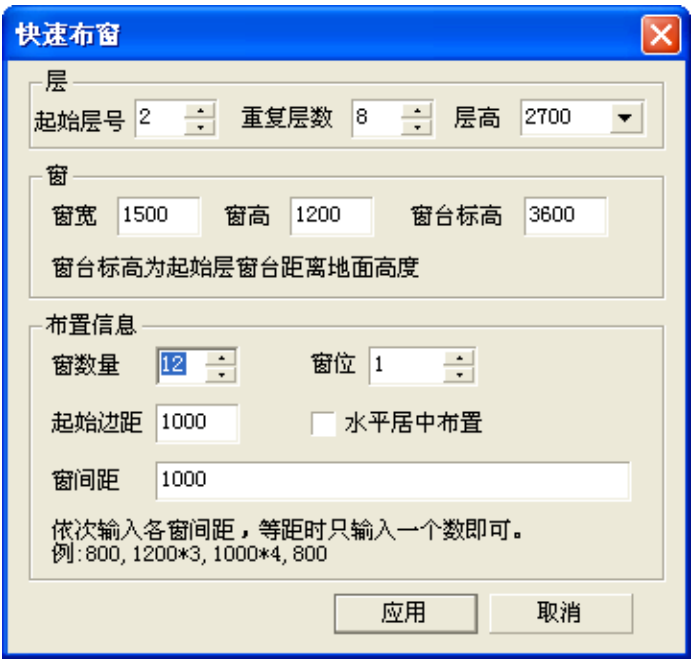 快速布窗
层
起始层号 2 重复层数 8 层高 2700
窗
窗宽 1500 窗高 1200 窗台标高 3600
窗台标高为起始层窗台距离地面高度
布置信息
窗数量 12 窗位 1
起始边距 1000 水平居中布置
窗间距 1000
依次输入各窗间距，等距时只输入一个数即可。
例:800,1200*3,1000*4,800
应用 取消